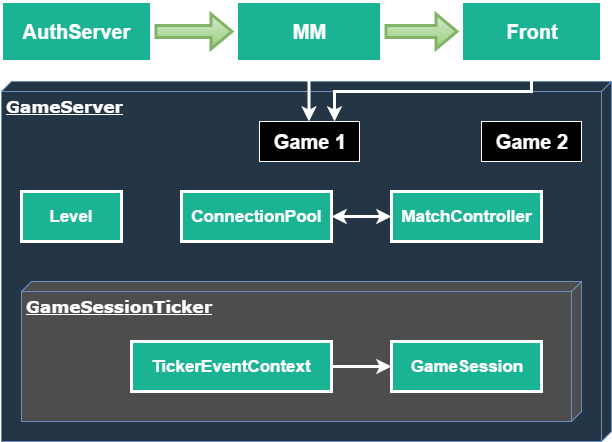 AuthServer
MM
Front
GameServer
Game 1
Game 2
Level
ConnectionPool
MatchController
GameSessionTicker
TickerEventContext
GameSession